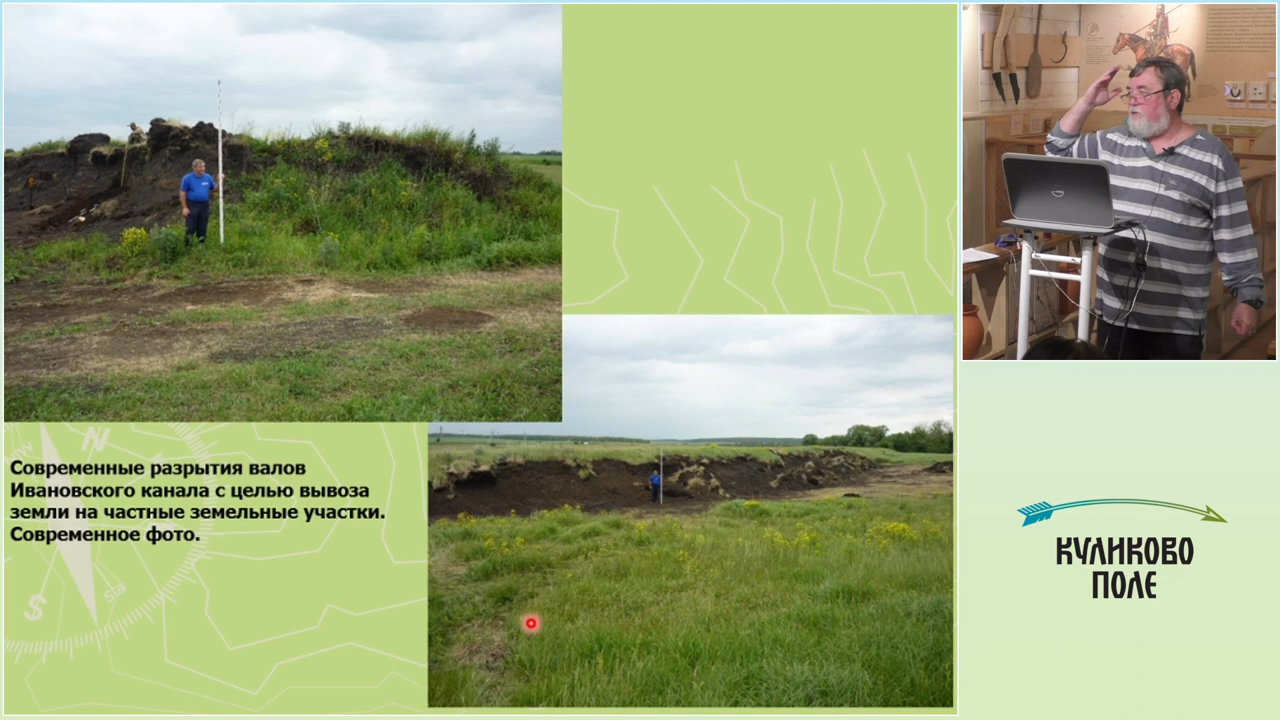 Современные разрытия валов
Ивановского канала с целью вывоза
земли на частные земельные участки.
Современное фото.
N
S
КУЛИКОВО
ПОЛЕ